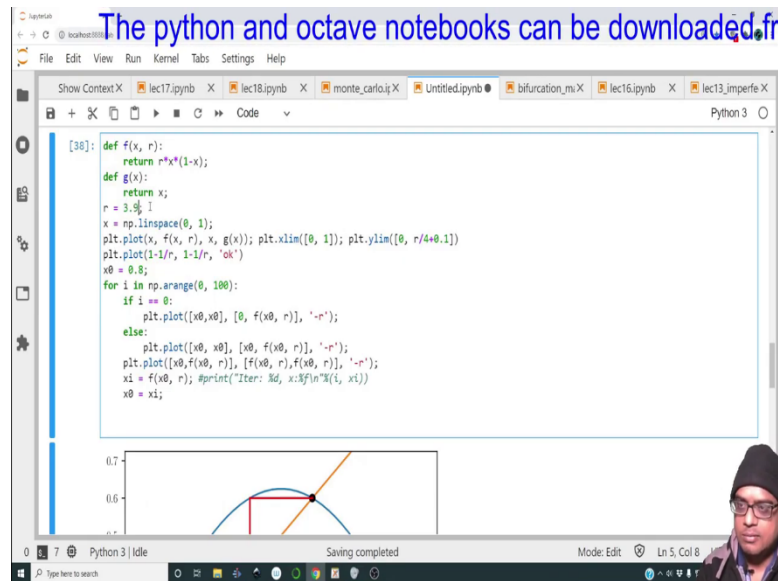 JupyterLab
The python and octave notebooks can be downloaded fr
localhost:8888
File Edit View Run Kernel Tabs Settings Help
Show Context X lec17.ipynb X lec18.ipynb X monte_carlo.ip X Untitled.ipynb ● bifurcation_m X lec16.ipynb X lec13_imperfe X
Code Python 3
[38]: def f(x, r):
return r*x*(1-x);
def g(x):
return x;
r = 3.9;
x = np.linspace(0, 1);
plt.plot(x, f(x, r), x, g(x)); plt.xlim([0, 1]); plt.ylim([0, r/4+0.1])
plt.plot(1-1/r, 1-1/r, 'ok')
x0 = 0.8;
for i in np.arange(0, 100):
if i == 0:
plt.plot([x0,x0], [0, f(x0, r)], '-r');
else:
plt.plot([x0, x0], [x0, f(x0, r)], '-r');
plt.plot([x0,f(x0, r)], [f(x0, r),f(x0, r)], '-r');
xi = f(x0, r); #print("Iter: %d, x:%f\n"%(i, xi))
x0 = xi;
0.7
0.6
0 7 Python 3 | Idle Saving completed Mode: Edit Ln 5, Col 8
Type here to search